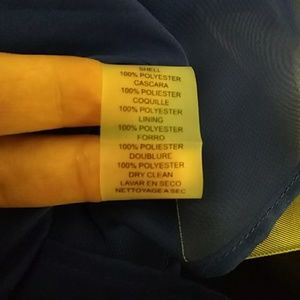 SHELL
100% POLYESTER
CASCARA
100% POLIESTER
COQUILLE
100% POLYESTER
LINING
100% POLYESTER
FORRO
100% POLIESTER
DOUBLURE
100% POLYESTER
DRY CLEAN
LAVAR EN SECO
NETTOYAGE A SEC